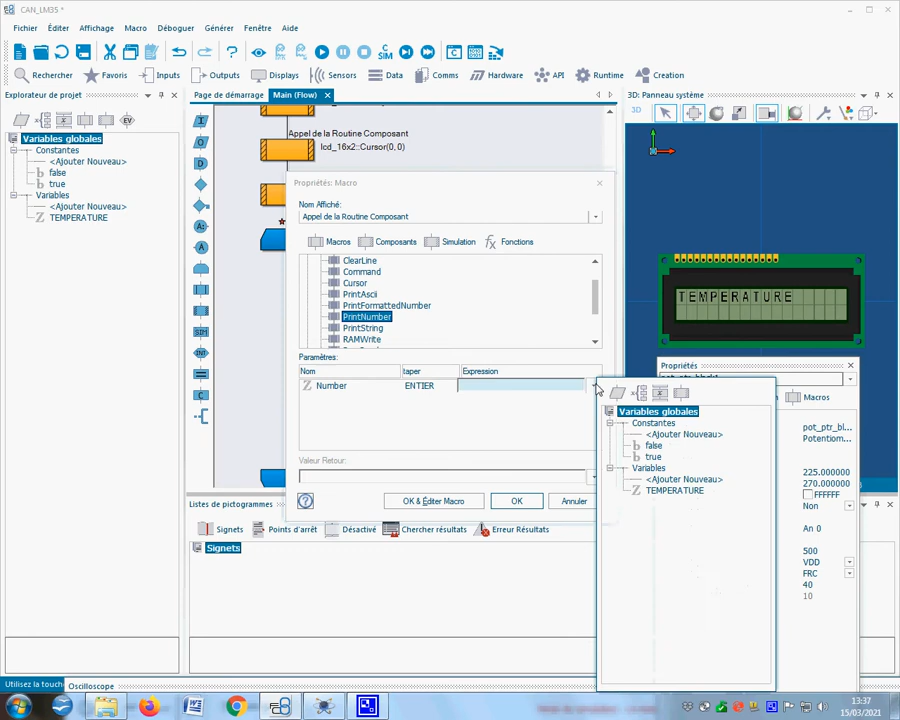 CAN_LM35 *
Fichier Éditer Affichage Macro Déboguer Générer Fenêtre Aide
C SIM
Rechercher Favoris Inputs Outputs Displays Sensors Data Comms Hardware API Runtime Creation
Explorateur de projet
Page de démarrage Main (Flow)
3D: Panneau système
3D
Variables globales
Constantes
<Ajouter Nouveau>
false
true
Variables
<Ajouter Nouveau>
TEMPERATURE
Appel de la Routine Composant
lcd_16x2::Cursor(0, 0)
Propriétés: Macro
Nom Affiché:
Appel de la Routine Composant
Macros Composants Simulation fx Fonctions
ClearLine
Command
Cursor
PrintAscii
PrintFormattedNumber
PrintNumber
PrintString
RAMWrite
Paramètres:
Nom taper Expression
Number ENTIER
Valeur Retour:
OK & Éditer Macro OK Annuler
TEMPERATURE
Propriétés
Macros
Variables globales
Constantes
<Ajouter Nouveau>
false
true
Variables
<Ajouter Nouveau>
TEMPERATURE
pot_ptr_bl...
Potentiom...
225.000000
270.000000
FFFFFF
Non
An 0
500
VDD
FRC
40
10
Listes de pictogrammes
Signets Points d'arrêt Désactivé Chercher résultats Erreur Résultats
Signets
Utilisez la touche
Oscilloscope
13:37
15/03/2021